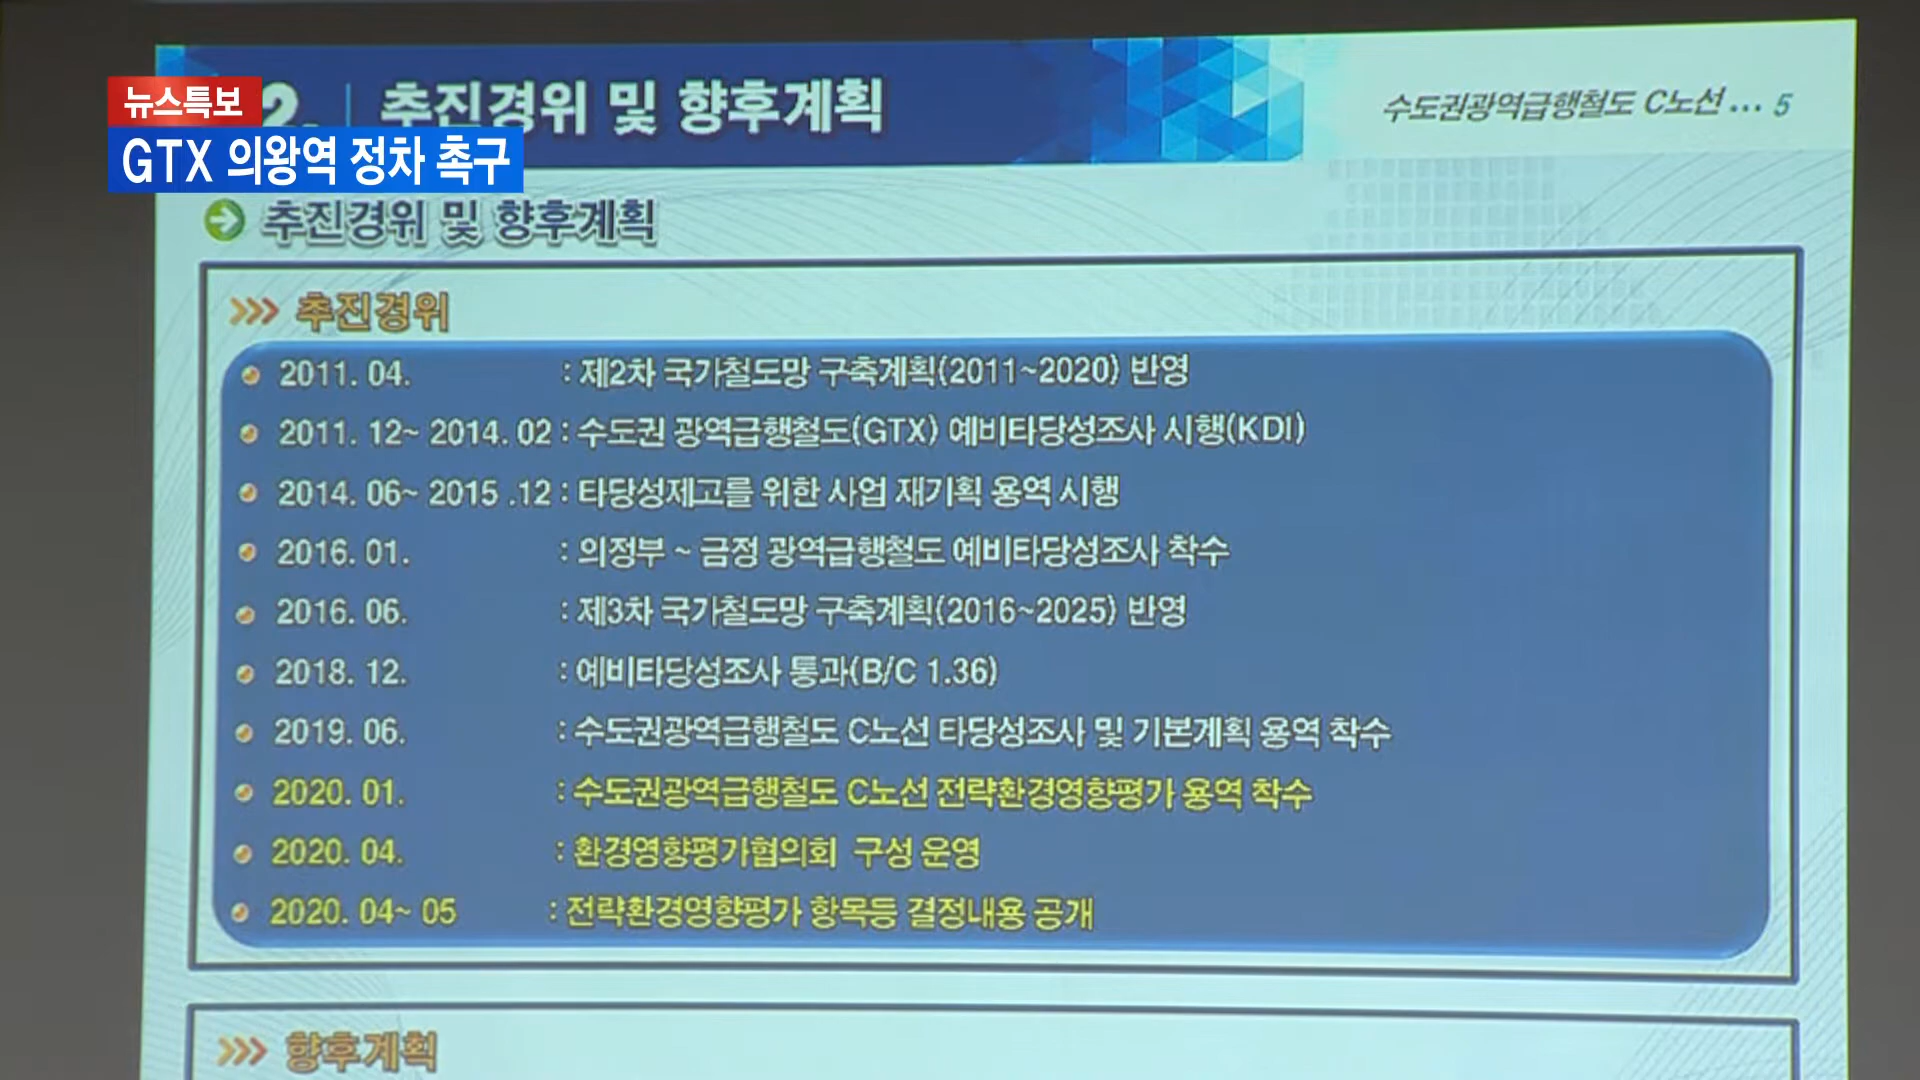 뉴스특보
GTX 의왕역 정차 촉구
2. 추진경위 및 향후계획
수도권광역급행철도 C노선 ... 5
추진경위 및 향후계획
추진경위
2011. 04. : 제2차 국가철도망 구축계획(2011~2020) 반영
2011. 12~ 2014. 02 : 수도권 광역급행철도(GTX) 예비타당성조사 시행(KDI)
2014. 06~ 2015 .12 : 타당성제고를 위한 사업 재기획 용역 시행
2016. 01. : 의정부 ~ 금정 광역급행철도 예비타당성조사 착수
2016. 06. : 제3차 국가철도망 구축계획(2016~2025) 반영
2018. 12. : 예비타당성조사 통과(B/C 1.36)
2019. 06. : 수도권광역급행철도 C노선 타당성조사 및 기본계획 용역 착수
2020. 01. : 수도권광역급행철도 C노선 전략환경영향평가 용역 착수
2020. 04. : 환경영향평가협의회 구성 운영
2020. 04~ 05 : 전략환경영향평가 항목등 결정내용 공개
향후계획